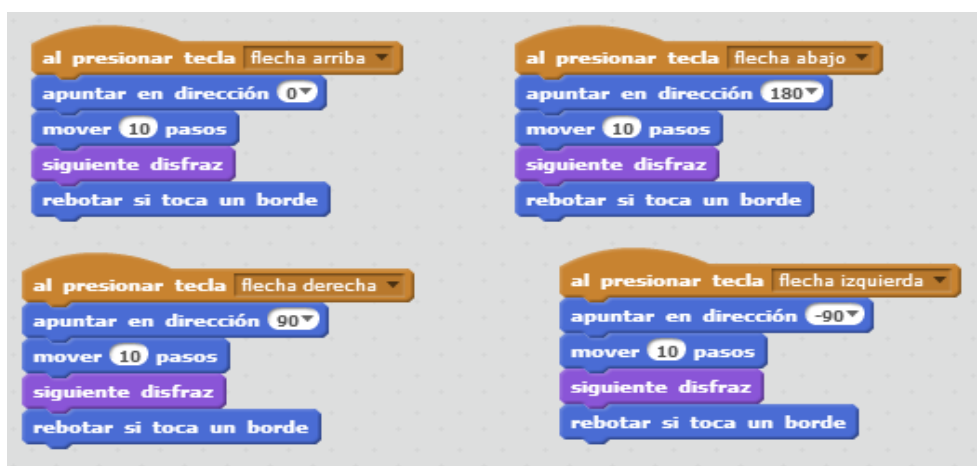 al presionar tecla flecha arriba
apuntar en dirección 0
mover 10 pasos
siguiente disfraz
rebotar si toca un borde
al presionar tecla flecha abajo
apuntar en dirección 180
mover 10 pasos
siguiente disfraz
rebotar si toca un borde
al presionar tecla flecha derecha
apuntar en dirección 90
mover 10 pasos
siguiente disfraz
rebotar si toca un borde
al presionar tecla flecha izquierda
apuntar en dirección -90
mover 10 pasos
siguiente disfraz
rebotar si toca un borde